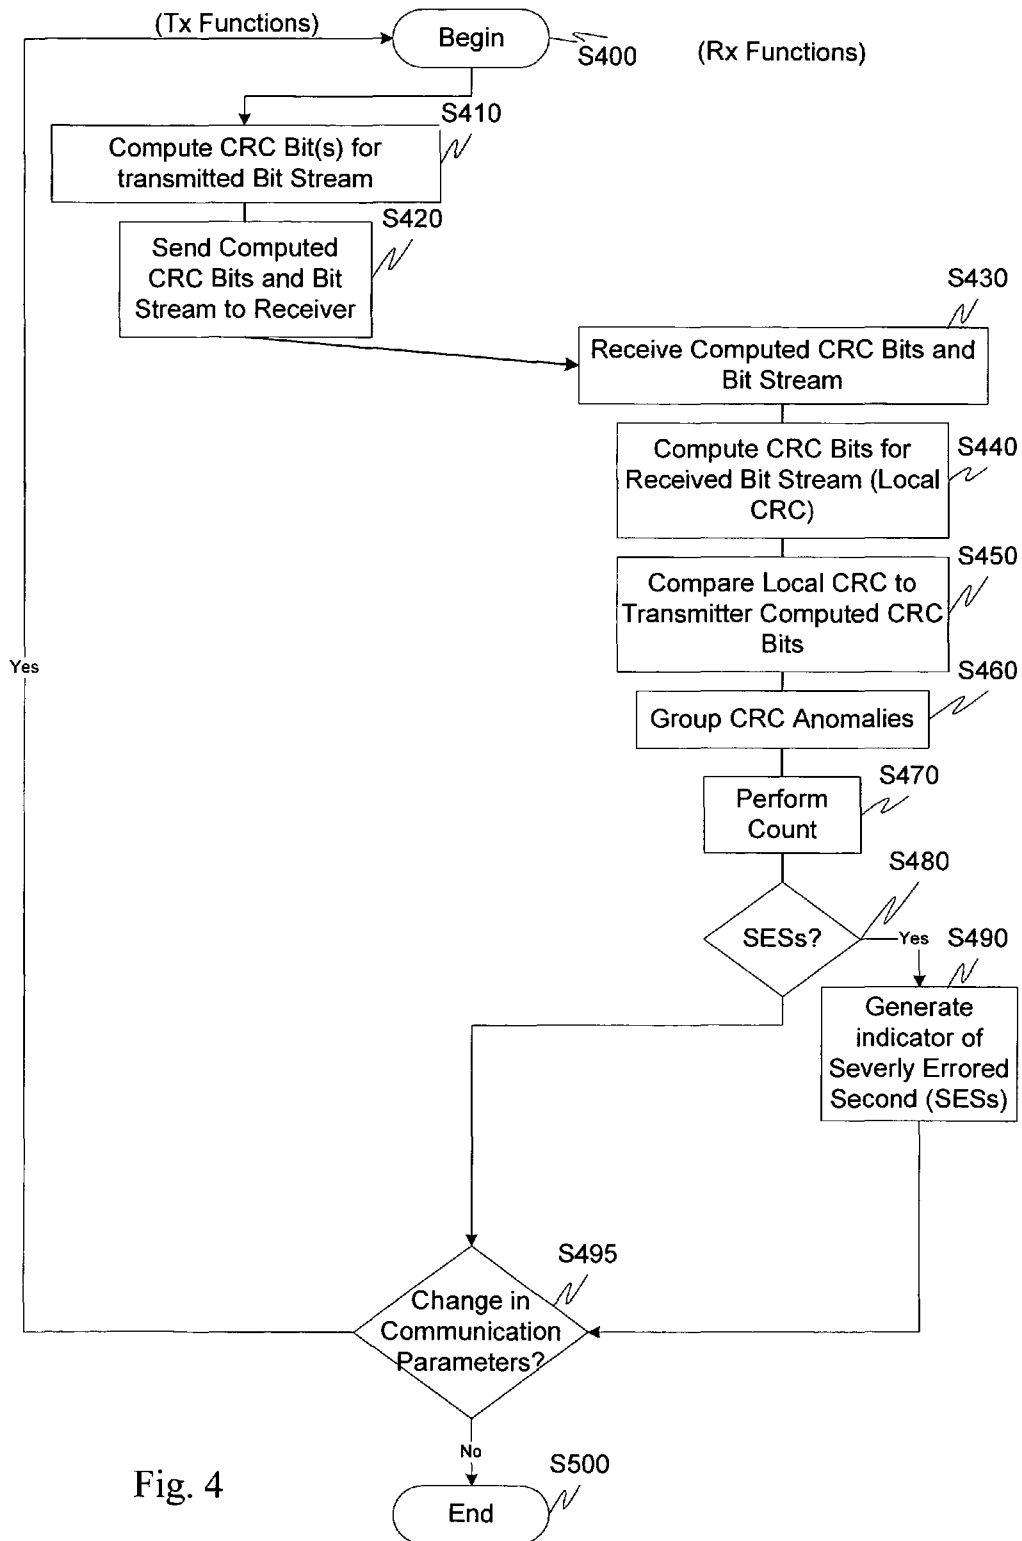 (Tx Functions)
Begin
S400
(Rx Functions)
S410
Compute CRC Bit(s) for
transmitted Bit Stream
S420
Send Computed
CRC Bits and Bit
Stream to Receiver
S430
Receive Computed CRC Bits and
Bit Stream
S440
Compute CRC Bits for
Received Bit Stream (Local
CRC)
S450
Compare Local CRC to
Transmitter Computed CRC
Bits
Yes
S460
Group CRC Anomalies
S470
Perform
Count
S480
SESs?
Yes
S490
Generate
indicator of
Severly Errored
Second (SESs)
S495
Change in
Communication
Parameters?
No
S500
End
Fig. 4